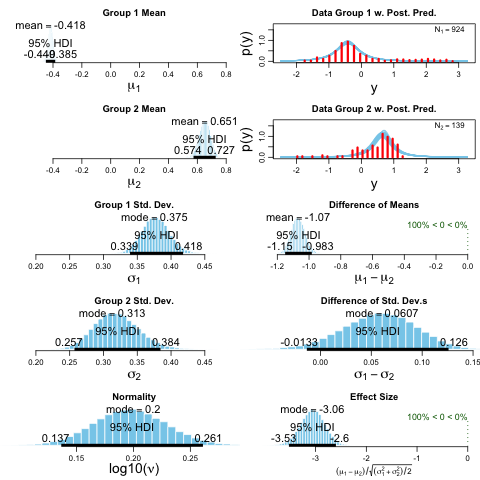 Group 1 Mean
mean = -0.418
95% HDI
-0.449 0.385
-0.4 -0.2 0.0 0.2 0.4 0.6 0.8
μ1
Data Group 1 w. Post. Pred.
N1 = 924
p(y)
0.0 1.0
-2 -1 0 1 2 3
y
Group 2 Mean
mean = 0.651
95% HDI
0.574 0.727
-0.4 -0.2 0.0 0.2 0.4 0.6 0.8
μ2
Data Group 2 w. Post. Pred.
N2 = 139
p(y)
0.0 1.0
-2 -1 0 1 2 3
y
Group 1 Std. Dev.
mode = 0.375
95% HDI
0.339 0.418
0.20 0.25 0.30 0.35 0.40 0.45
σ1
Difference of Means
mean = -1.07
95% HDI
-1.15 -0.983
100% < 0 < 0%
-1.2 -1.0 -0.8 -0.6 -0.4 -0.2 0.0
μ1 − μ2
Group 2 Std. Dev.
mode = 0.313
95% HDI
0.257 0.384
0.20 0.25 0.30 0.35 0.40 0.45
σ2
Difference of Std. Dev.s
mode = 0.0607
95% HDI
-0.0133 0.126
0.00 0.05 0.10 0.15
σ1 − σ2
Normality
mode = 0.2
95% HDI
0.137 0.261
0.15 0.20 0.25
log10(ν)
Effect Size
mode = -3.06
95% HDI
-3.53 -2.6
100% < 0 < 0%
-3 -2 -1 0
(μ1 − μ2)/√(σ1² + σ2²)/2